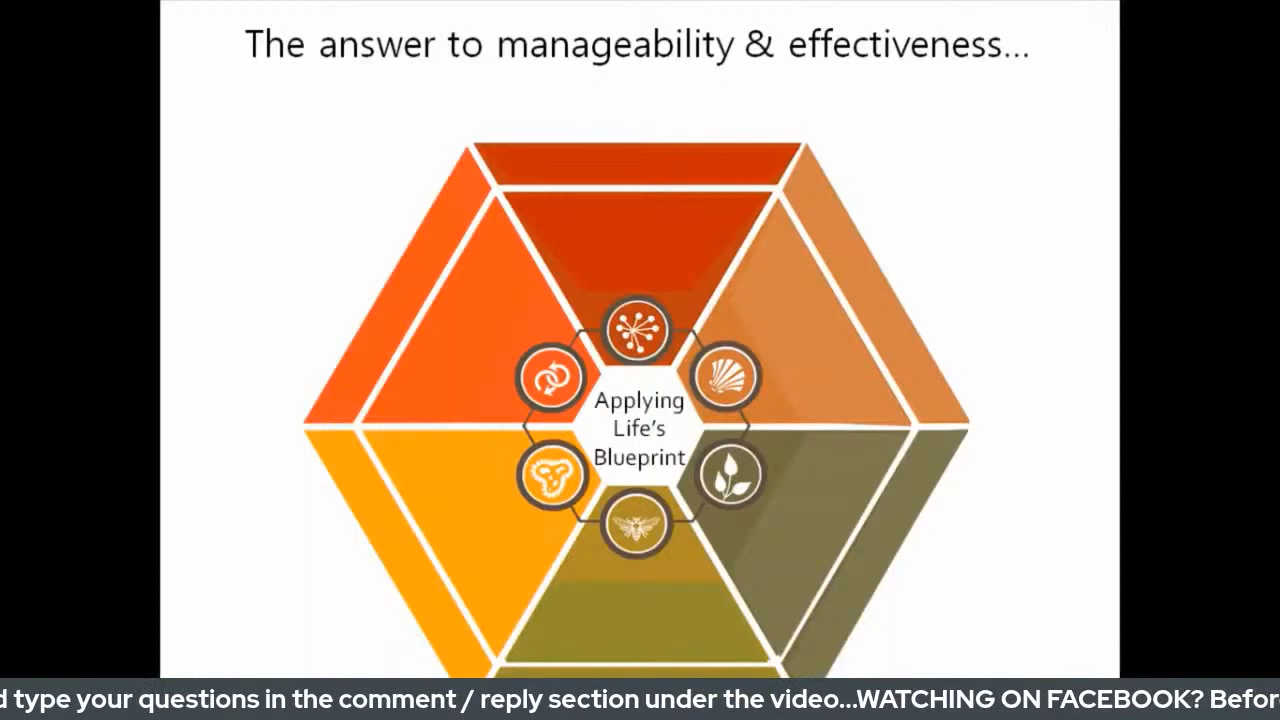 The answer to manageability & effectiveness...
Applying
Life's
Blueprint
type your questions in the comment / reply section under the video...WATCHING ON FACEBOOK?